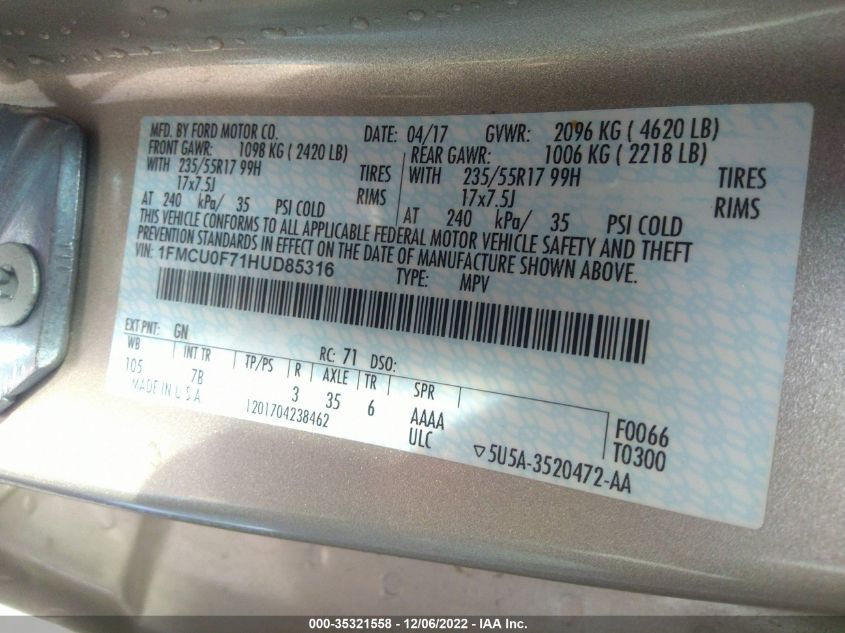 MFD. BY FORD MOTOR CO. DATE: 04/17 GVWR: 2096 KG ( 4620 LB)
FRONT GAWR: 1098 KG ( 2420 LB) REAR GAWR: 1006 KG ( 2218 LB)
WITH 235/55R17 99H TIRES WITH 235/55R17 99H TIRES
17x7.5J RIMS 17x7.5J RIMS
AT 240 kPa/ 35 PSI COLD AT 240 kPa/ 35 PSI COLD
THIS VEHICLE CONFORMS TO ALL APPLICABLE FEDERAL MOTOR VEHICLE SAFETY AND THEFT
PREVENTION STANDARDS IN EFFECT ON THE DATE OF MANUFACTURE SHOWN ABOVE.
VIN: 1FMCU0F71HUD85316 TYPE: MPV
EXT PNT: GN RC: 71 DSO:
WB INT TR TP/PS R AXLE TR SPR
105 7B 3 35 6 AAAA
MADE IN U.S.A. 1201704238462 ULC
F0066
T0300
▽5U5A-3520472-AA
000-35321558 - 12/06/2022 - IAA Inc.